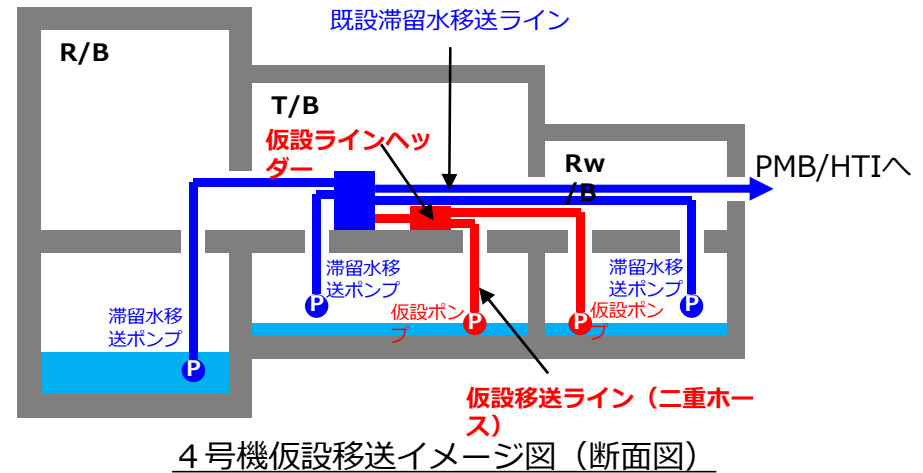 既設滞留水移送ライン
R/B
T/B
仮設ラインヘッ
ダー
Rw
/B
PMB/HTIへ
滞留水移
送ポンプ
P
滞留水移
送ポンプ
P
仮設ポン
プ
P
仮設ポン
プ
P
滞留水移
送ポンプ
P
仮設移送ライン（二重ホー
ス）
４号機仮設移送イメージ図（断面図）